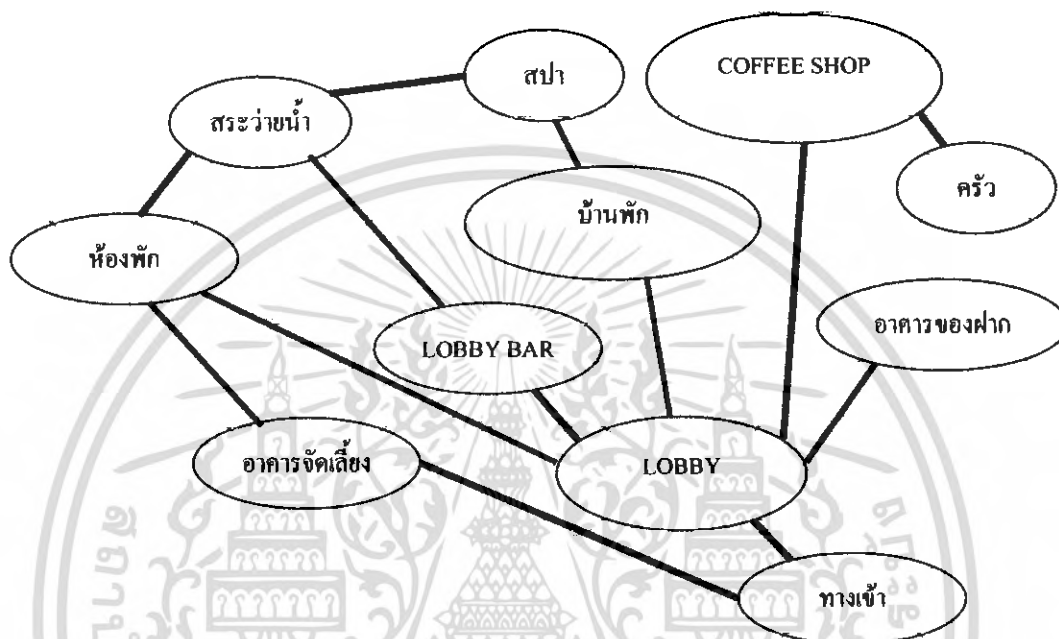 สปา
COFFEE SHOP
สระว่ายน้ำ
ครัว
บ้านพัก
ห้องพัก
อาคารของฝาก
LOBBY BAR
อาคารจัดเลี้ยง
LOBBY
ทางเข้า